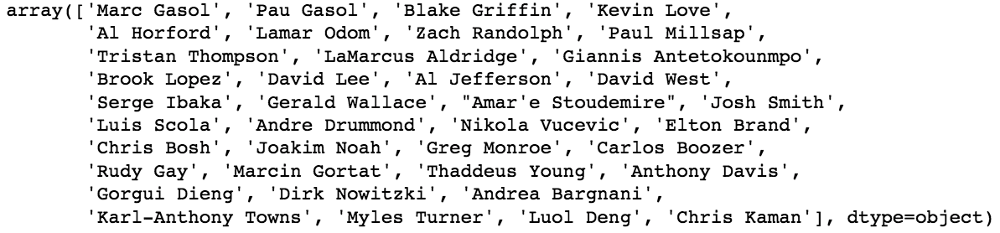 array(['Marc Gasol', 'Pau Gasol', 'Blake Griffin', 'Kevin Love',
'Al Horford', 'Lamar Odom', 'Zach Randolph', 'Paul Millsap',
'Tristan Thompson', 'LaMarcus Aldridge', 'Giannis Antetokounmpo',
'Brook Lopez', 'David Lee', 'Al Jefferson', 'David West',
'Serge Ibaka', 'Gerald Wallace', "Amar'e Stoudemire", 'Josh Smith',
'Luis Scola', 'Andre Drummond', 'Nikola Vucevic', 'Elton Brand',
'Chris Bosh', 'Joakim Noah', 'Greg Monroe', 'Carlos Boozer',
'Rudy Gay', 'Marcin Gortat', 'Thaddeus Young', 'Anthony Davis',
'Gorgui Dieng', 'Dirk Nowitzki', 'Andrea Bargnani',
'Karl-Anthony Towns', 'Myles Turner', 'Luol Deng', 'Chris Kaman'], dtype=object)